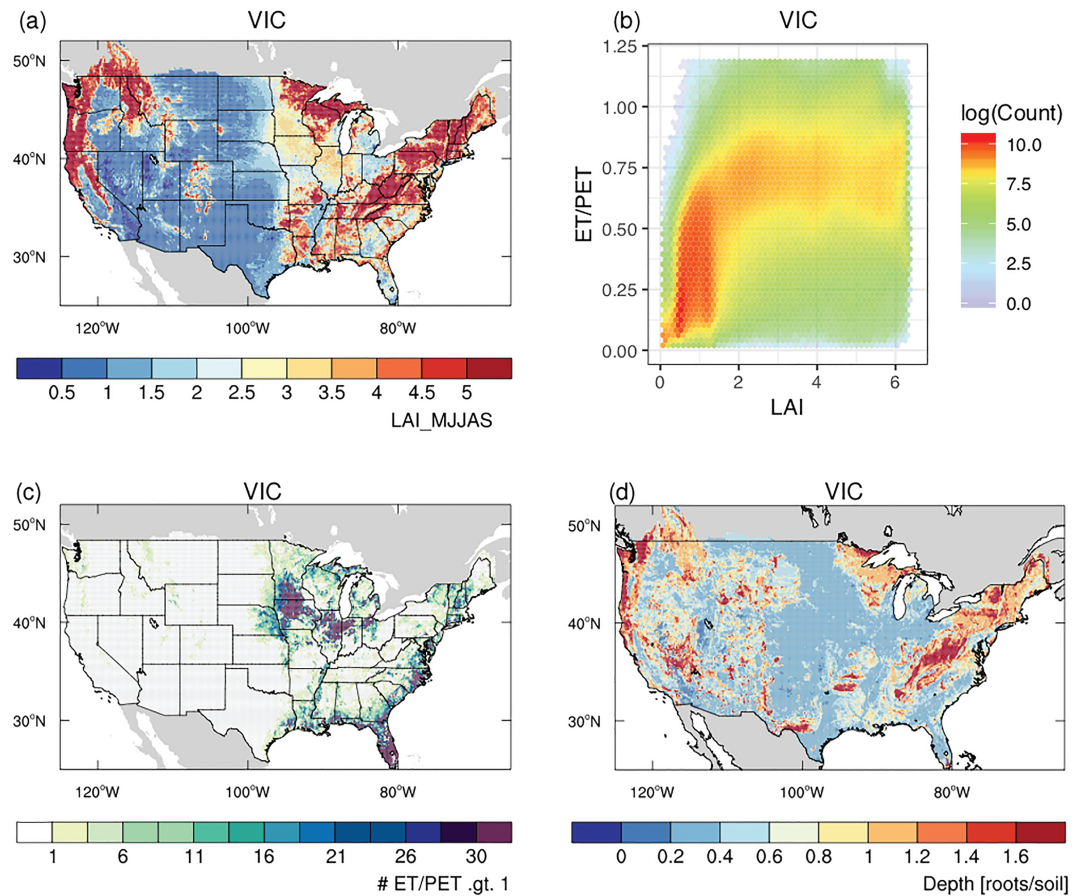 (a) VIC
50°N
40°N
30°N
120°W 100°W 80°W
0.5 1 1.5 2 2.5 3 3.5 4 4.5 5
LAI_MJJAS
(b) VIC
1.25
1.00
0.75
0.50
0.25
0.00
ET/PET
0 2 4 6
LAI
log(Count)
10.0
7.5
5.0
2.5
0.0
(c) VIC
50°N
40°N
30°N
120°W 100°W 80°W
1 6 11 16 21 26 30
# ET/PET .gt. 1
(d) VIC
50°N
40°N
30°N
120°W 100°W 80°W
0 0.2 0.4 0.6 0.8 1 1.2 1.4 1.6
Depth [roots/soil]